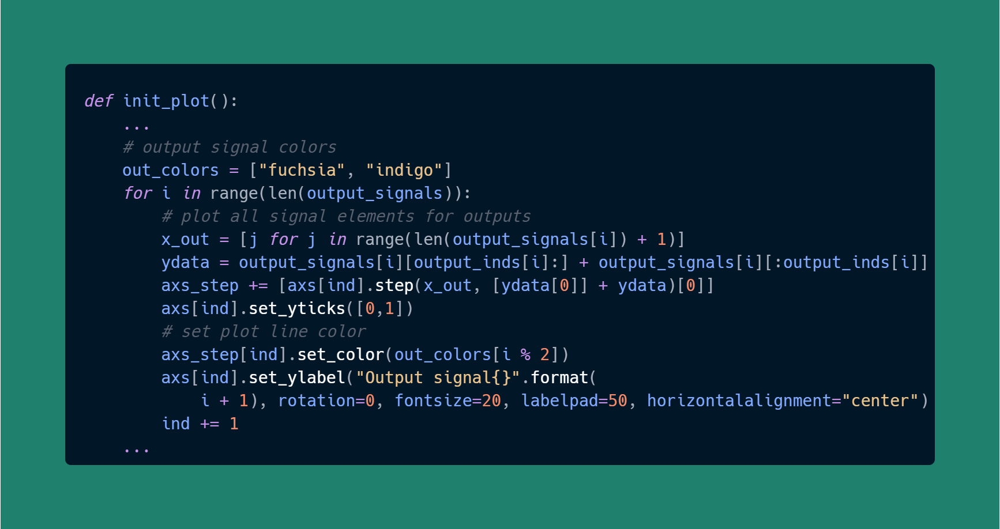 def init_plot():
    ...
    # output signal colors
    out_colors = ["fuchsia", "indigo"]
    for i in range(len(output_signals)):
        # plot all signal elements for outputs
        x_out = [j for j in range(len(output_signals[i]) + 1)]
        ydata = output_signals[i][output_inds[i]:] + output_signals[i][:output_inds[i]]
        axs_step += [axs[ind].step(x_out, [ydata[0]] + ydata)[0]]
        axs[ind].set_yticks([0,1])
        # set plot line color
        axs_step[ind].set_color(out_colors[i % 2])
        axs[ind].set_ylabel("Output signal{}".format(
            i + 1), rotation=0, fontsize=20, labelpad=50, horizontalalignment="center")
        ind += 1
    ...